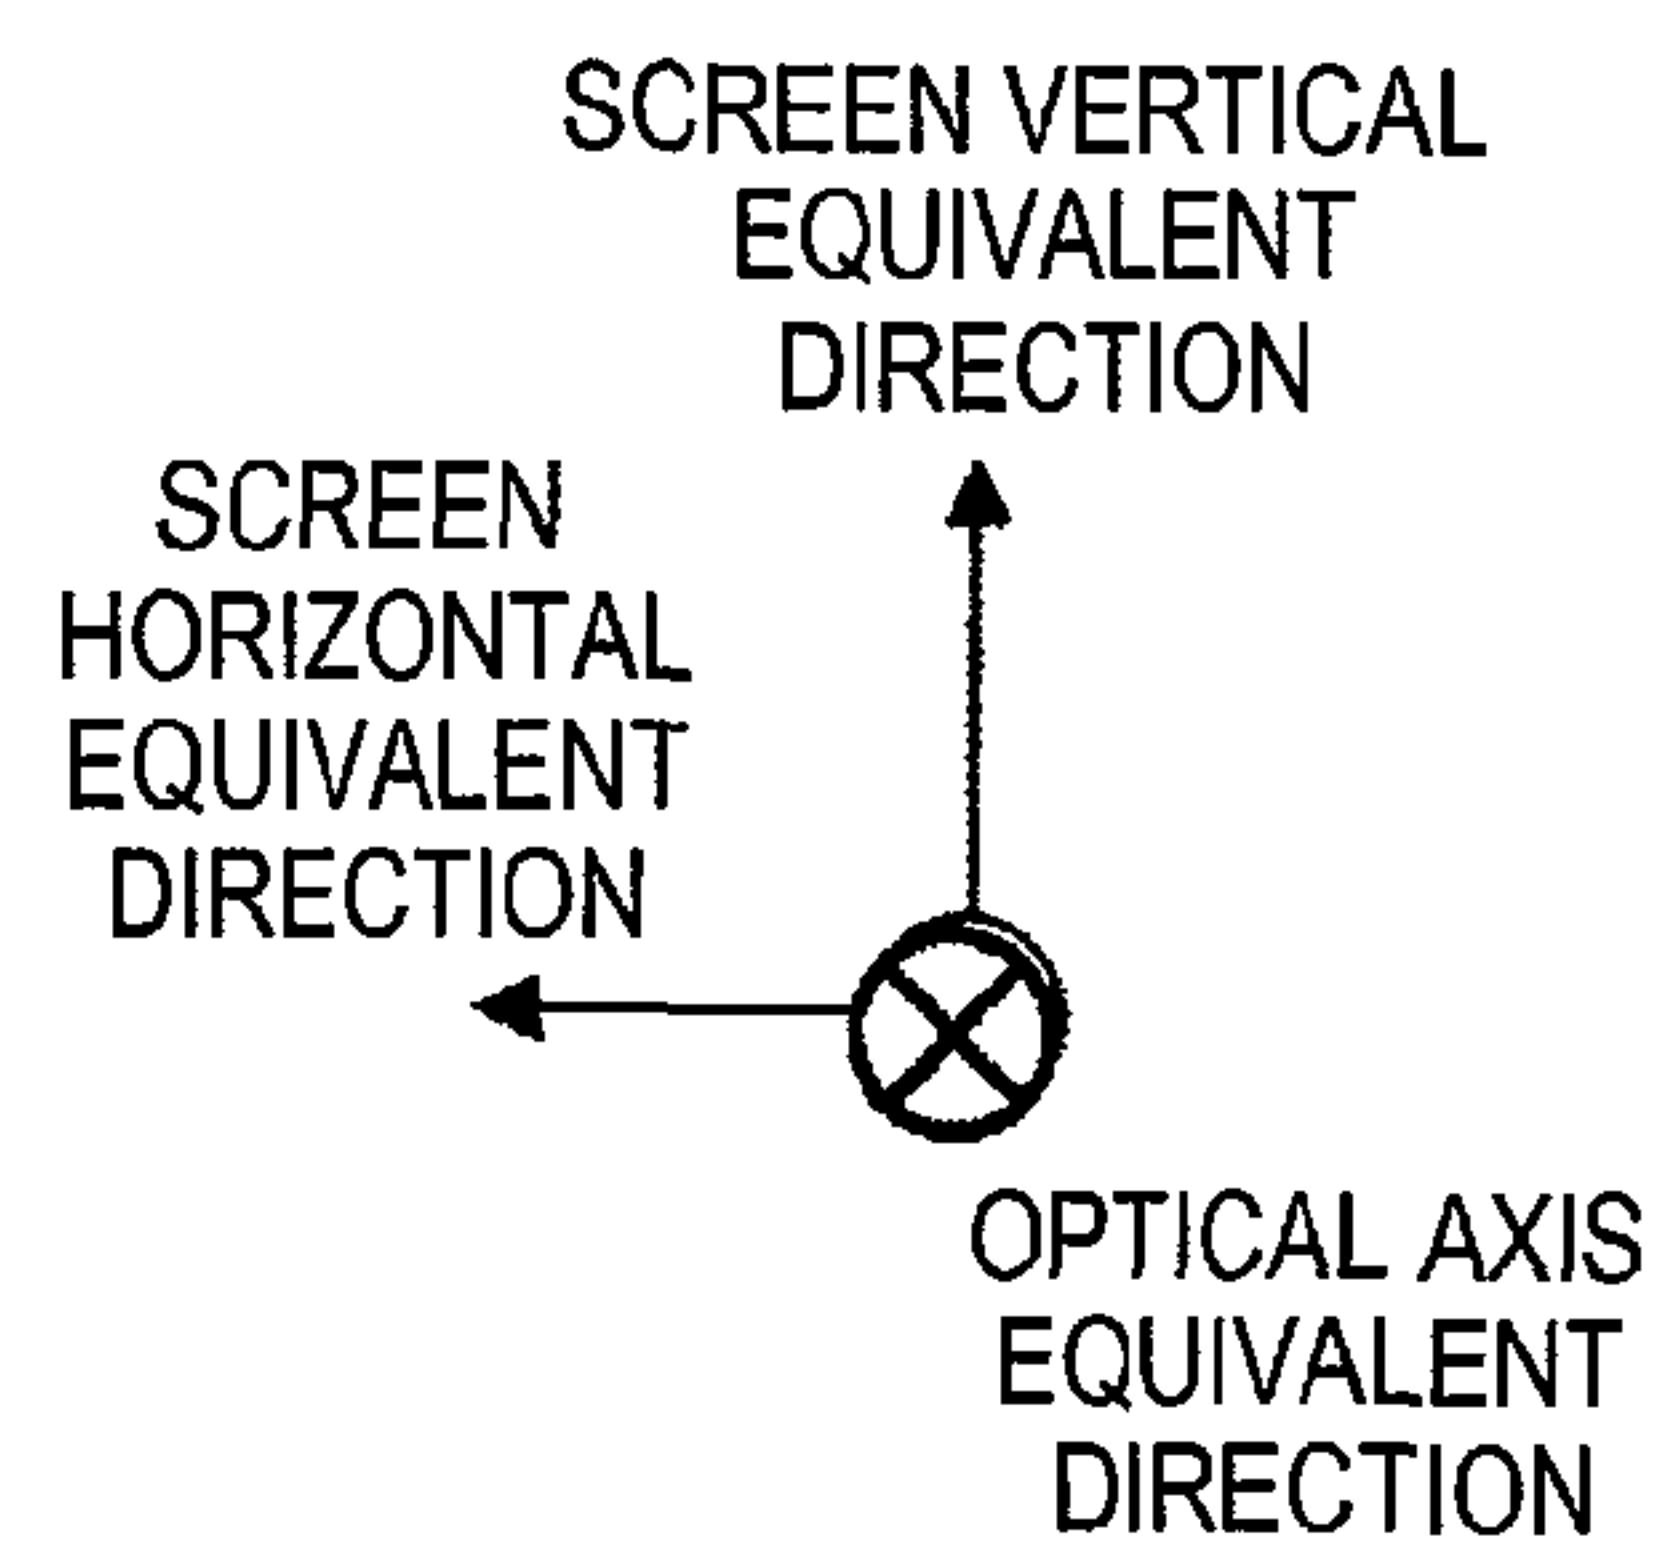 SCREEN VERTICAL
EQUIVALENT
DIRECTION
SCREEN
HORIZONTAL
EQUIVALENT
DIRECTION
OPTICAL AXIS
EQUIVALENT
DIRECTION